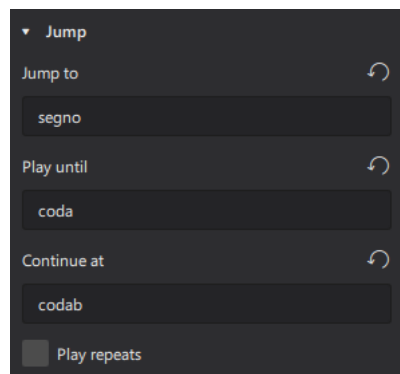 Jump
Jump to
segno
Play until
coda
Continue at
codab
Play repeats